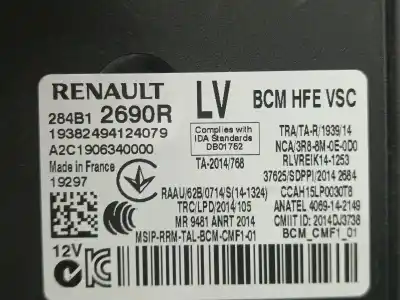 RENAULT LV BCM HFE VSC
284B1 2690R
19382494124079
A2C1906340000
Made in France
19297
Complies with
IDA Standards
DB01752
TA-2014/768
TRA/TA-R/1939/14
NCA/3R8-8M-0E-0D0
RLVREIK14-1253
37625/SDPPI/2014 2689
RAAU/62B/0714/S(14-1324) CCAH15LP0030T8
TRC/LPD/2014/105 ANATEL 4069-14-2149
MR 9481 ANRT 2014 CMIIT ID: 2014DJ3738
MSIP-RRM-TAL-BCM-CMF1-01 BCM_CMF1_01
12V